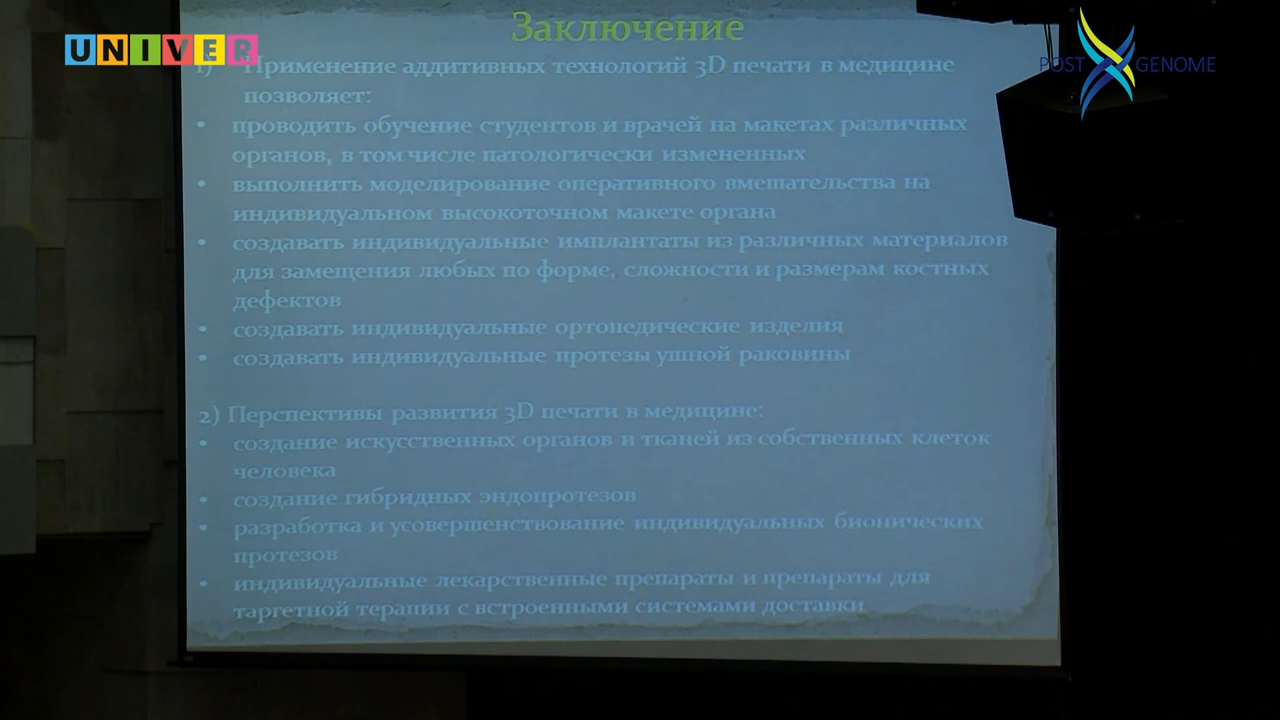 Заключение
UNIVER
POST GENOME
1) Применение аддитивных технологий 3D печати в медицине
позволяет:
• проводить обучение студентов и врачей на макетах различных
органов, в том числе патологически измененных
• выполнить моделирование оперативного вмешательства на
индивидуальном высокоточном макете органа
• создавать индивидуальные имплантаты из различных материалов
для замещения любых по форме, сложности и размерам костных
дефектов
• создавать индивидуальные ортопедические изделия
• создавать индивидуальные протезы ушной раковины
2) Перспективы развития 3D печати в медицине:
• создание искусственных органов и тканей из собственных клеток
человека
• создание гибридных эндопротезов
• разработка и усовершенствование индивидуальных бионических
протезов
• индивидуальные лекарственные препараты и препараты для
таргетной терапии с встроенными системами доставки